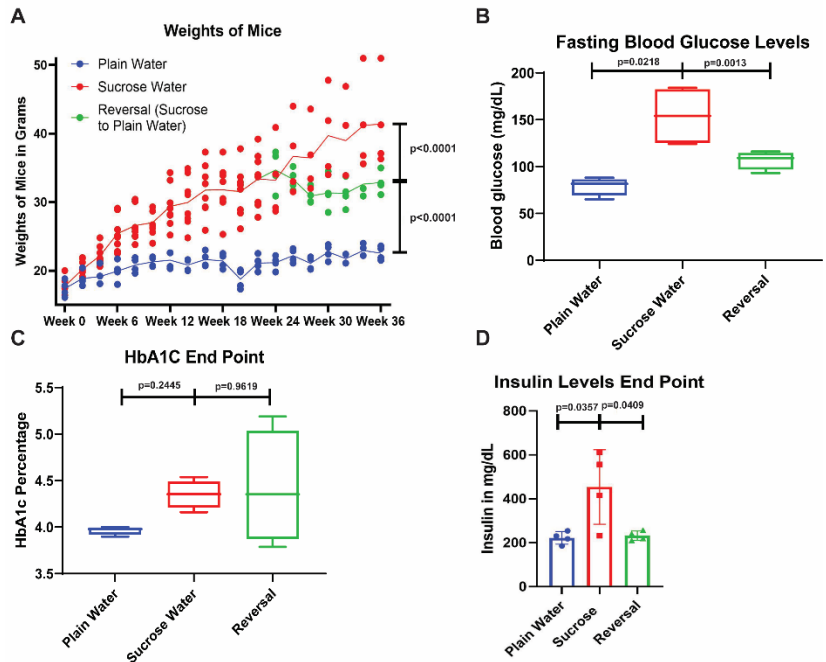 A
Weights of Mice
Weights of Mice in Grams
50
40
30
20
Plain Water
Sucrose Water
Reversal (Sucrose
to Plain Water)
p<0.0001
p<0.0001
Week 0 Week 6 Week 12 Week 18 Week 24 Week 30 Week 36
B
Fasting Blood Glucose Levels
p=0.0218 p=0.0013
Blood glucose (mg/dL)
200
150
100
50
0
Plain Water
Sucrose Water
Reversal
C
HbA1C End Point
p=0.2445 p=0.9619
HbA1c Percentage
5.5
5.0
4.5
4.0
3.5
Plain Water
Sucrose Water
Reversal
D
Insulin Levels End Point
p=0.0357 p=0.0409
Insulin in mg/dL
800
600
400
200
0
Plain Water
Sucrose
Reversal